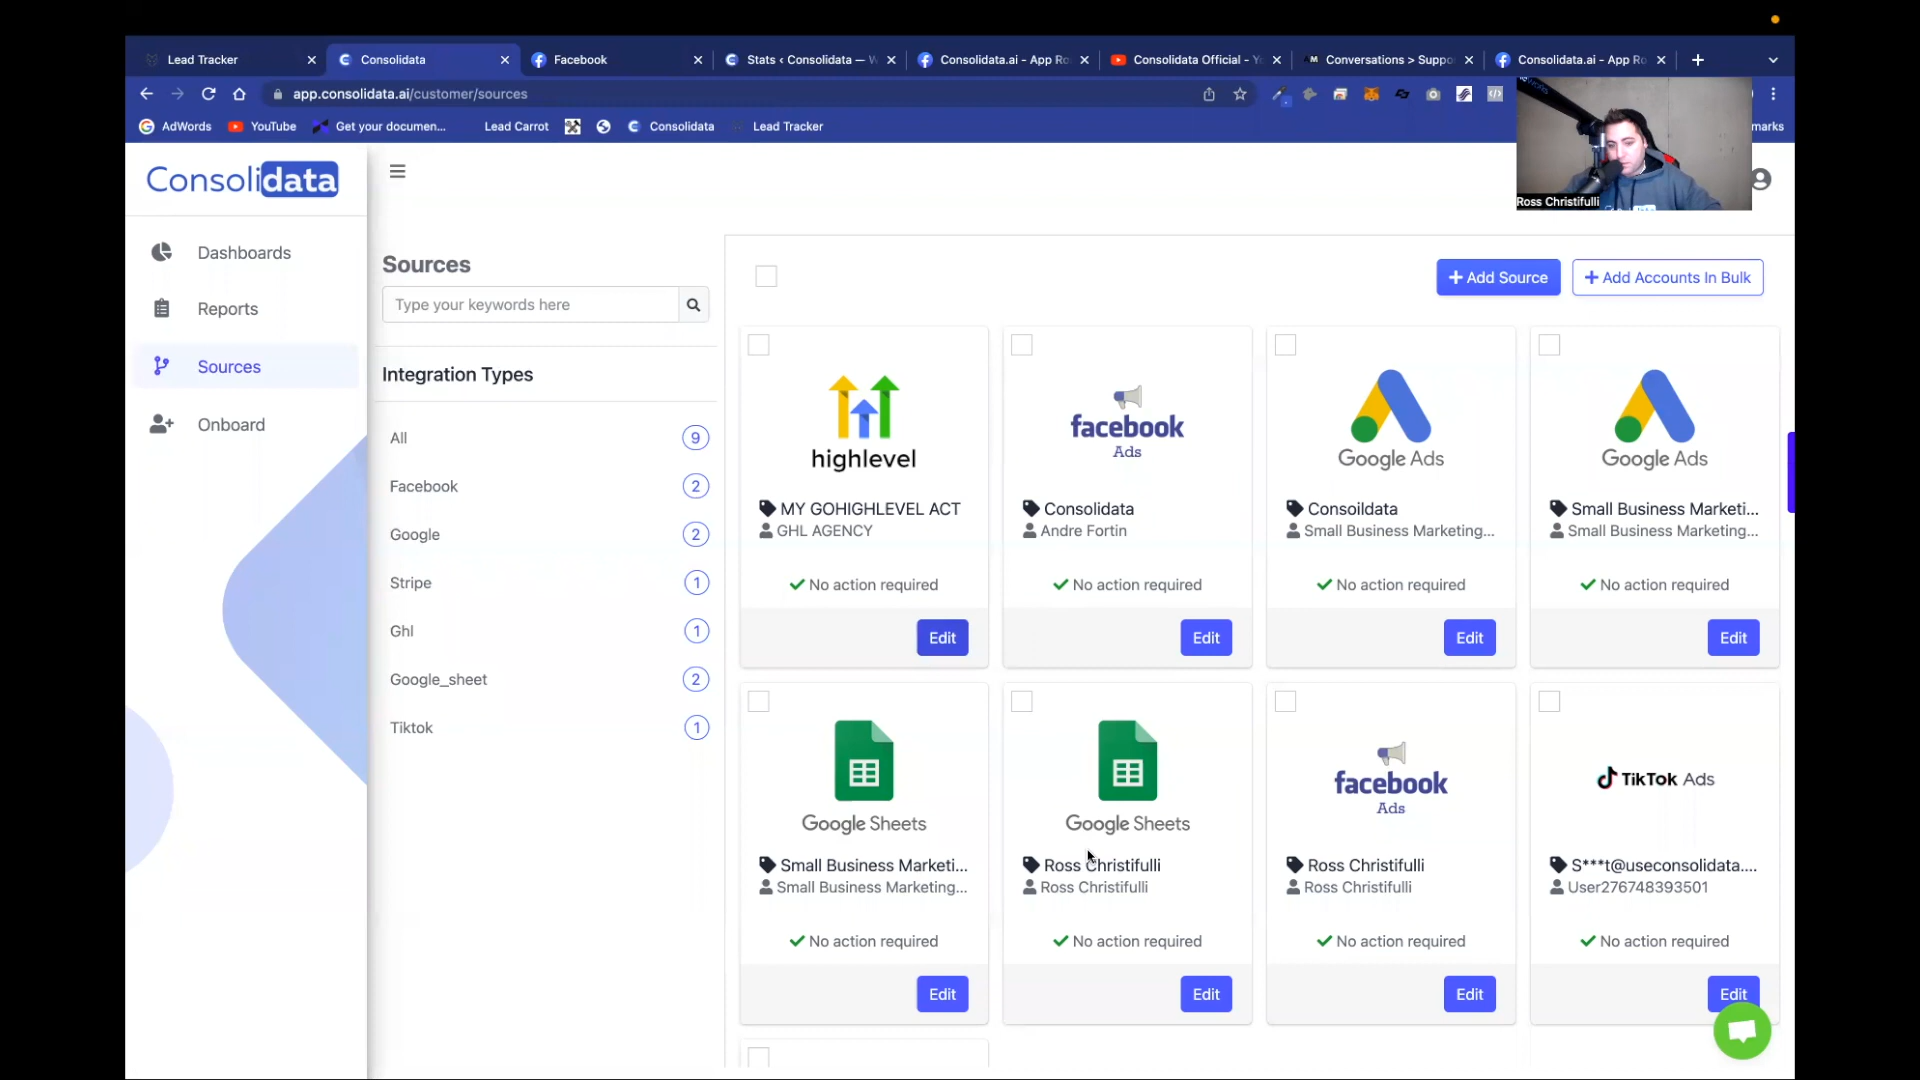 Lead Tracker
Consolidata
Facebook
Stats ‹ Consolidata — W
Consolidata.ai - App Ro
Consolidata Official - Yo
Conversations > Suppo
Consolidata.ai - App Ro
app.consolidata.ai/customer/sources
AdWords
YouTube
Get your documen...
Lead Carrot
Consolidata
Lead Tracker
marks
Ross Christifulli
Consolidata
Dashboards
Reports
Sources
Onboard
Sources
Type your keywords here
Integration Types
All 9
Facebook 2
Google 2
Stripe 1
Ghl 1
Google_sheet 2
Tiktok 1
+ Add Source
+ Add Accounts In Bulk
highlevel
MY GOHIGHLEVEL ACT
GHL AGENCY
No action required
Edit
facebook
Ads
Consolidata
Andre Fortin
No action required
Edit
Google Ads
Consoildata
Small Business Marketing...
No action required
Edit
Google Ads
Small Business Marketi...
Small Business Marketing...
No action required
Edit
Google Sheets
Small Business Marketi...
Small Business Marketing...
No action required
Edit
Google Sheets
Ross Christifulli
Ross Christifulli
No action required
Edit
facebook
Ads
Ross Christifulli
Ross Christifulli
No action required
Edit
TikTok Ads
S***t@useconsolidata....
User276748393501
No action required
Edit